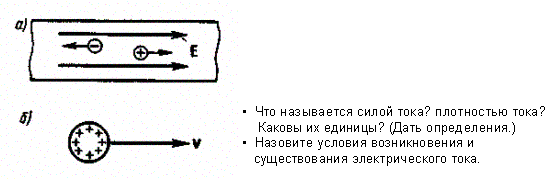 а)
E
б)
v
• Что называется силой тока? плотностью тока?
Каковы их единицы? (Дать определения.)
• Назовите условия возникновения и
существования электрического тока.